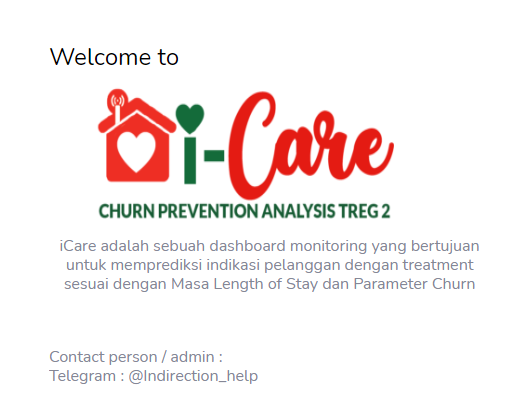 Welcome to
i-Care
CHURN PREVENTION ANALYSIS TREG 2
iCare adalah sebuah dashboard monitoring yang bertujuan
untuk memprediksi indikasi pelanggan dengan treatment
sesuai dengan Masa Length of Stay dan Parameter Churn
Contact person / admin :
Telegram : @Indirection_help